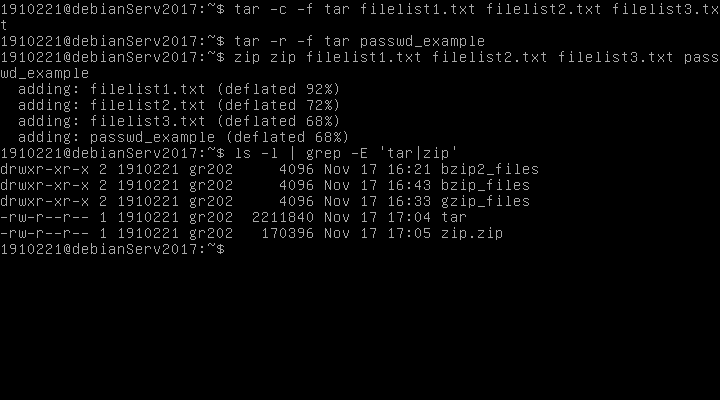 1910221@debianServ2017:~$ tar -c -f tar filelist1.txt filelist2.txt filelist3.tx
t
1910221@debianServ2017:~$ tar -r -f tar passwd_example
1910221@debianServ2017:~$ zip zip filelist1.txt filelist2.txt filelist3.txt pass
wd_example
  adding: filelist1.txt (deflated 92%)
  adding: filelist2.txt (deflated 72%)
  adding: filelist3.txt (deflated 68%)
  adding: passwd_example (deflated 68%)
1910221@debianServ2017:~$ ls -l | grep -E 'tar|zip'
drwxr-xr-x 2 1910221 gr202    4096 Nov 17 16:21 bzip2_files
drwxr-xr-x 2 1910221 gr202    4096 Nov 17 16:43 bzip_files
drwxr-xr-x 2 1910221 gr202    4096 Nov 17 16:33 gzip_files
-rw-r--r-- 1 1910221 gr202 2211840 Nov 17 17:04 tar
-rw-r--r-- 1 1910221 gr202  170396 Nov 17 17:05 zip.zip
1910221@debianServ2017:~$